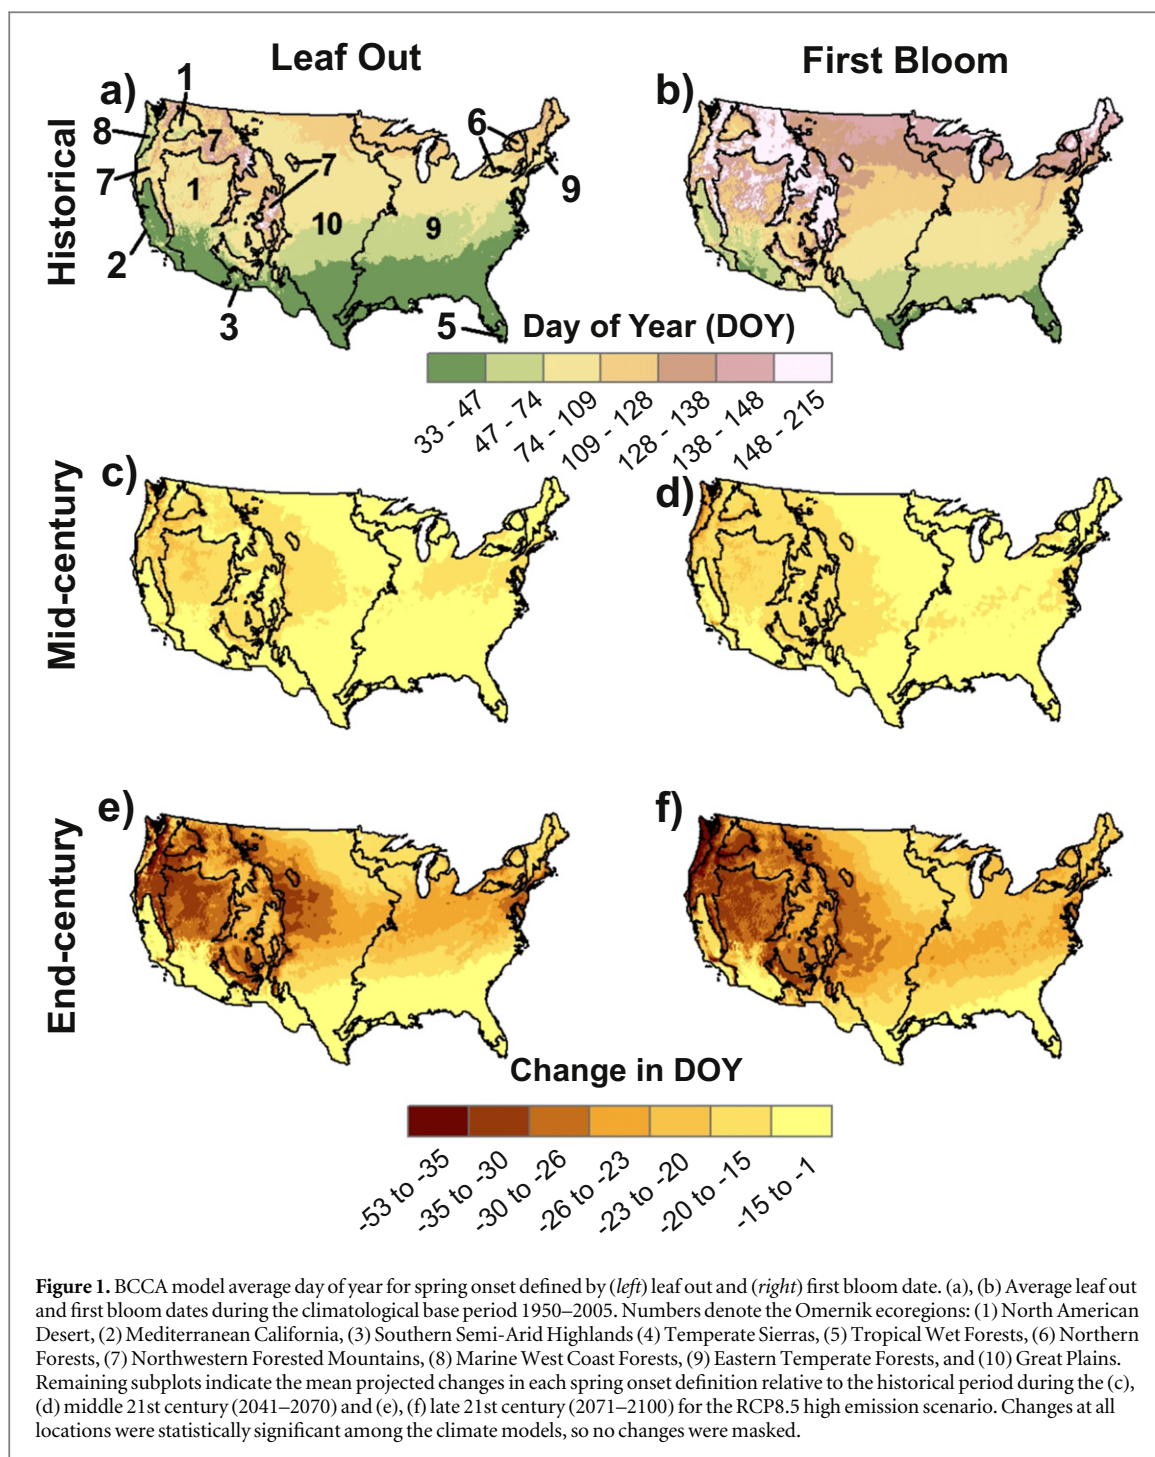 Leaf Out
First Bloom
Historical
a)
1
8
7
7
1
2
3
10
7
9
6
9
5
b)
Day of Year (DOY)
33 - 47
47 - 74
74 - 109
109 - 128
128 - 138
138 - 148
148 - 215
Mid-century
c)
d)
End-century
e)
f)
Change in DOY
-53 to -35
-35 to -30
-30 to -26
-26 to -23
-23 to -20
-20 to -15
-15 to -1
Figure 1. BCCA model average day of year for spring onset defined by (left) leaf out and (right) first bloom date. (a), (b) Average leaf out
and first bloom dates during the climatological base period 1950–2005. Numbers denote the Omernik ecoregions: (1) North American
Desert, (2) Mediterranean California, (3) Southern Semi-Arid Highlands (4) Temperate Sierras, (5) Tropical Wet Forests, (6) Northern
Forests, (7) Northwestern Forested Mountains, (8) Marine West Coast Forests, (9) Eastern Temperate Forests, and (10) Great Plains.
Remaining subplots indicate the mean projected changes in each spring onset definition relative to the historical period during the (c),
(d) middle 21st century (2041–2070) and (e), (f) late 21st century (2071–2100) for the RCP8.5 high emission scenario. Changes at all
locations were statistically significant among the climate models, so no changes were masked.